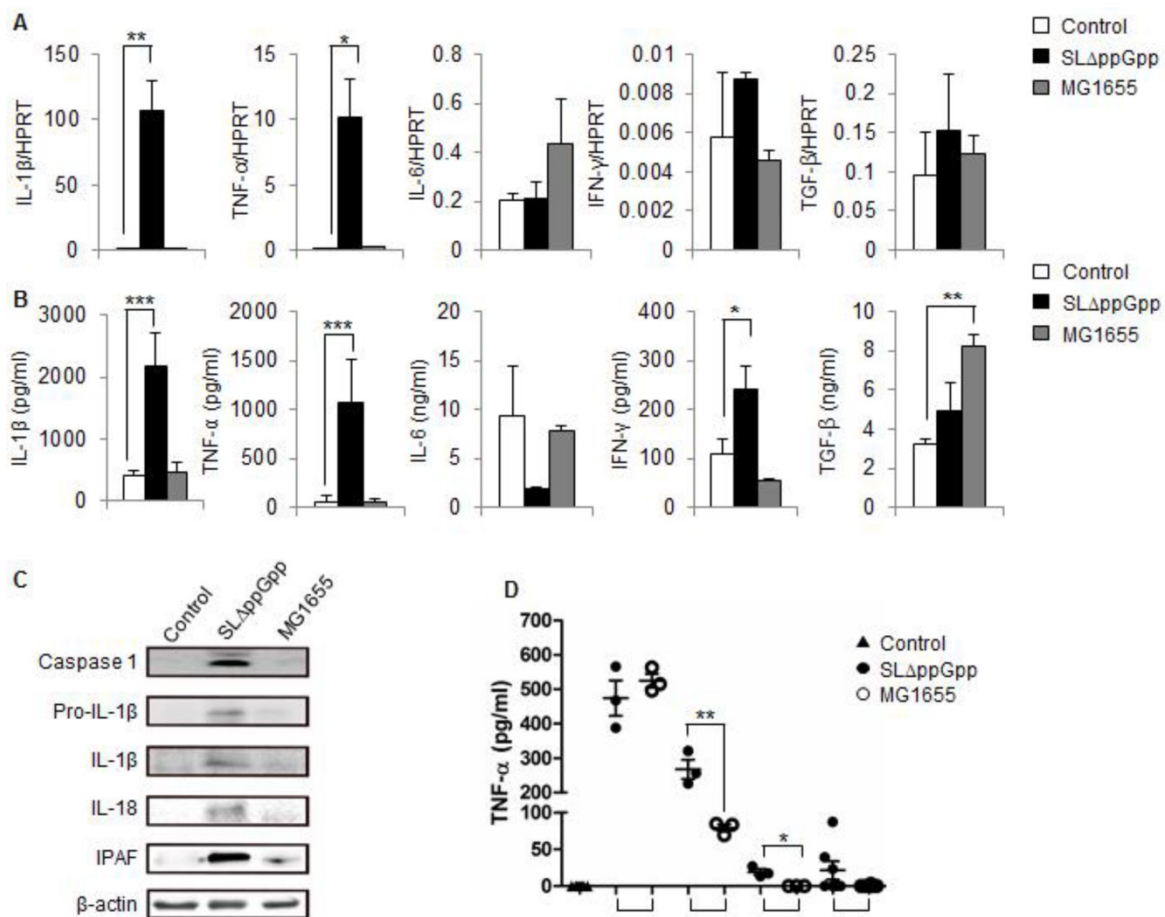 A
Control
SLΔppGpp
MG1655
IL-1β/HPRT
150
100
50
0
**
TNF-α/HPRT
15
10
5
0
*
IL-6/HPRT
0.8
0.6
0.4
0.2
0
IFN-γ/HPRT
0.01
0.008
0.006
0.004
0.002
0
TGF-β/HPRT
0.25
0.2
0.15
0.1
0.05
0
B
Control
SLΔppGpp
MG1655
IL-1β (pg/ml)
3000
2000
1000
0
***
TNF-α (pg/ml)
2000
1500
1000
500
0
***
IL-6 (ng/ml)
20
15
10
5
0
IFN-γ (pg/ml)
400
300
200
100
0
*
TGF-β (ng/ml)
10
8
6
4
2
0
**
C
Control
SLΔppGpp
MG1655
Caspase 1
Pro-IL-1β
IL-1β
IL-18
IPAF
β-actin
D
TNF-α (pg/ml)
700
600
500
400
300
200
100
50
0
**
*
Control
SLΔppGpp
MG1655